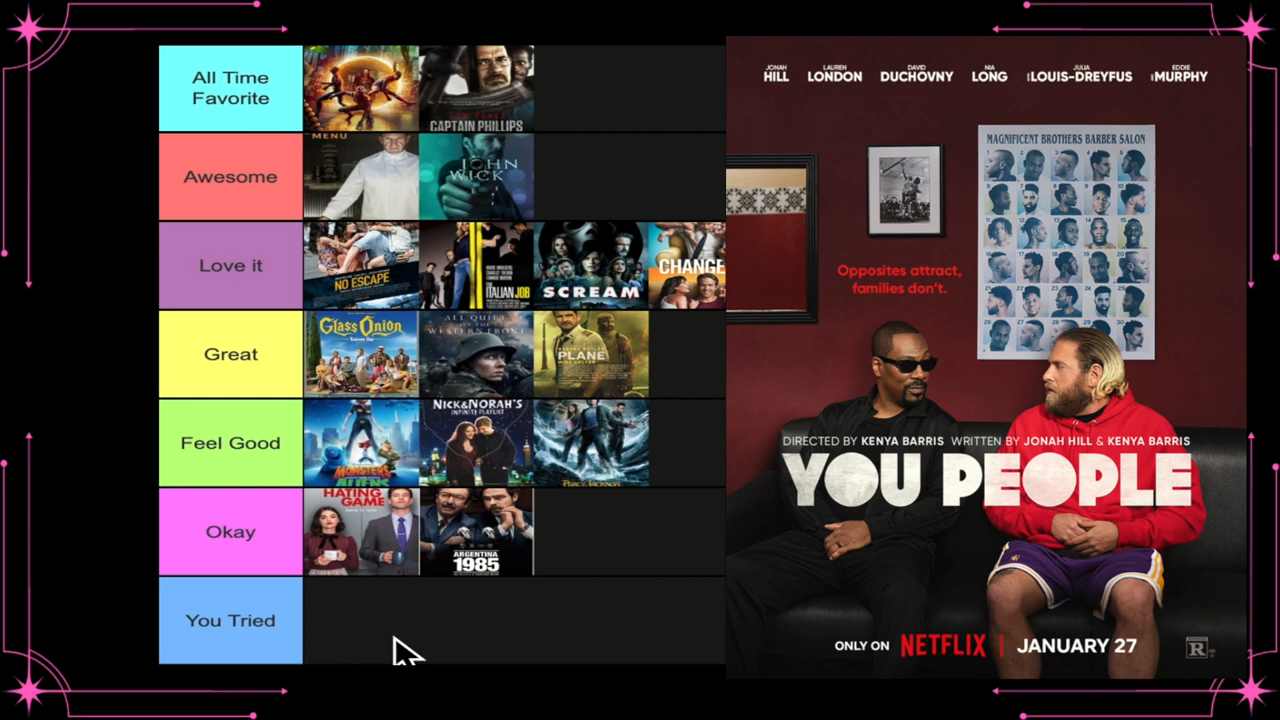 All Time
Favorite
CAPTAIN PHILLIPS
Awesome
MENU
JOHN
WICK
Love it
NO ESCAPE
THE
ITALIAN JOB
SCREAM
CHANGE
Great
Glass Onion
ALL QUIET
ON THE
WESTERN FRONT
PLANE
Feel Good
MONSTERS
ALIENS
NICK & NORAH'S
INFINITE PLAYLIST
PERCY JACKSON
Okay
HATING
GAME
ARGENTINA
1985
You Tried
JONAH
HILL
LAUREN
LONDON
DAVID
DUCHOVNY
NIA
LONG
JULIA
LOUIS-DREYFUS
EDDIE
MURPHY
MAGNIFICENT BROTHERS BARBER SALON
Opposites attract,
families don't.
DIRECTED BY KENYA BARRIS WRITTEN BY JONAH HILL & KENYA BARRIS
YOU PEOPLE
ONLY ON NETFLIX | JANUARY 27
R